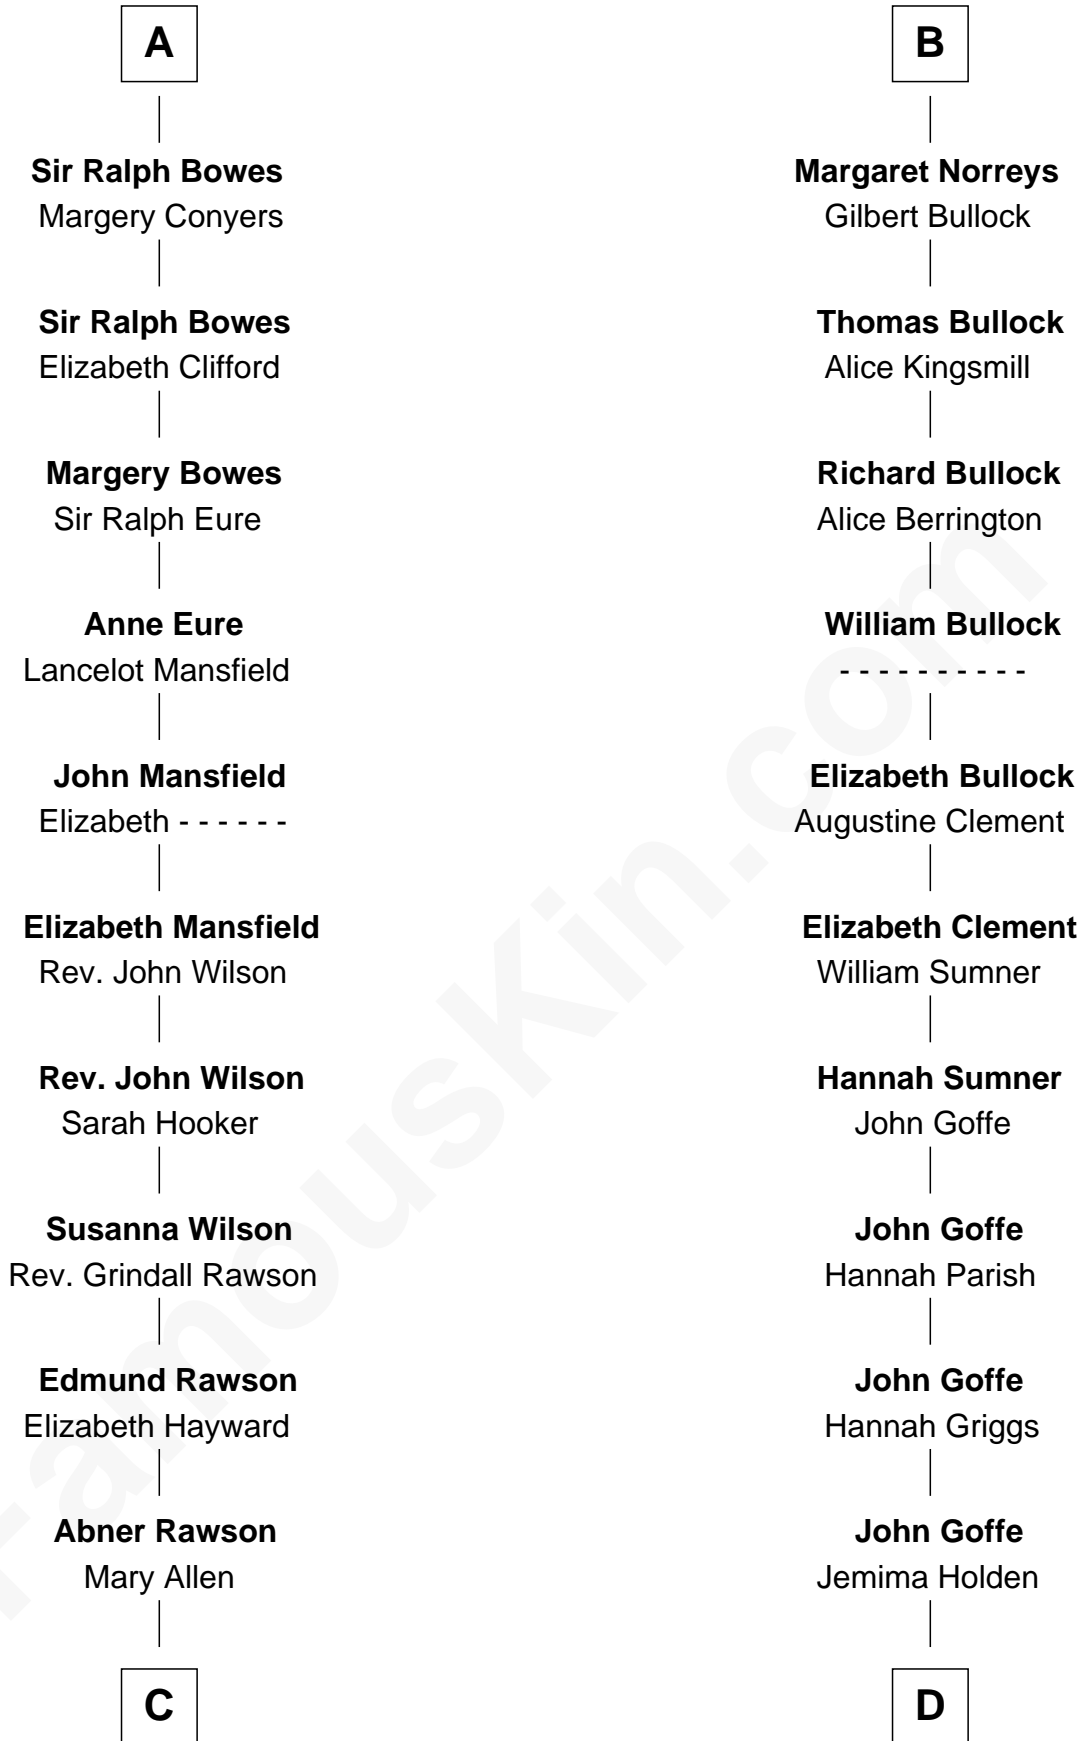 A
Sir Ralph Bowes
Margery Conyers
Sir Ralph Bowes
Elizabeth Clifford
Margery Bowes
Sir Ralph Eure
Anne Eure
Lancelot Mansfield
John Mansfield
Elizabeth - - - - - -
Elizabeth Mansfield
Rev. John Wilson
Rev. John Wilson
Sarah Hooker
Susanna Wilson
Rev. Grindall Rawson
Edmund Rawson
Elizabeth Hayward
Abner Rawson
Mary Allen
C
B
Margaret Norreys
Gilbert Bullock
Thomas Bullock
Alice Kingsmill
Richard Bullock
Alice Berrington
William Bullock
- - - - - - - - - -
Elizabeth Bullock
Augustine Clement
Elizabeth Clement
William Sumner
Hannah Sumner
John Goffe
John Goffe
Hannah Parish
John Goffe
Hannah Griggs
John Goffe
Jemima Holden
D
FamousKin.com